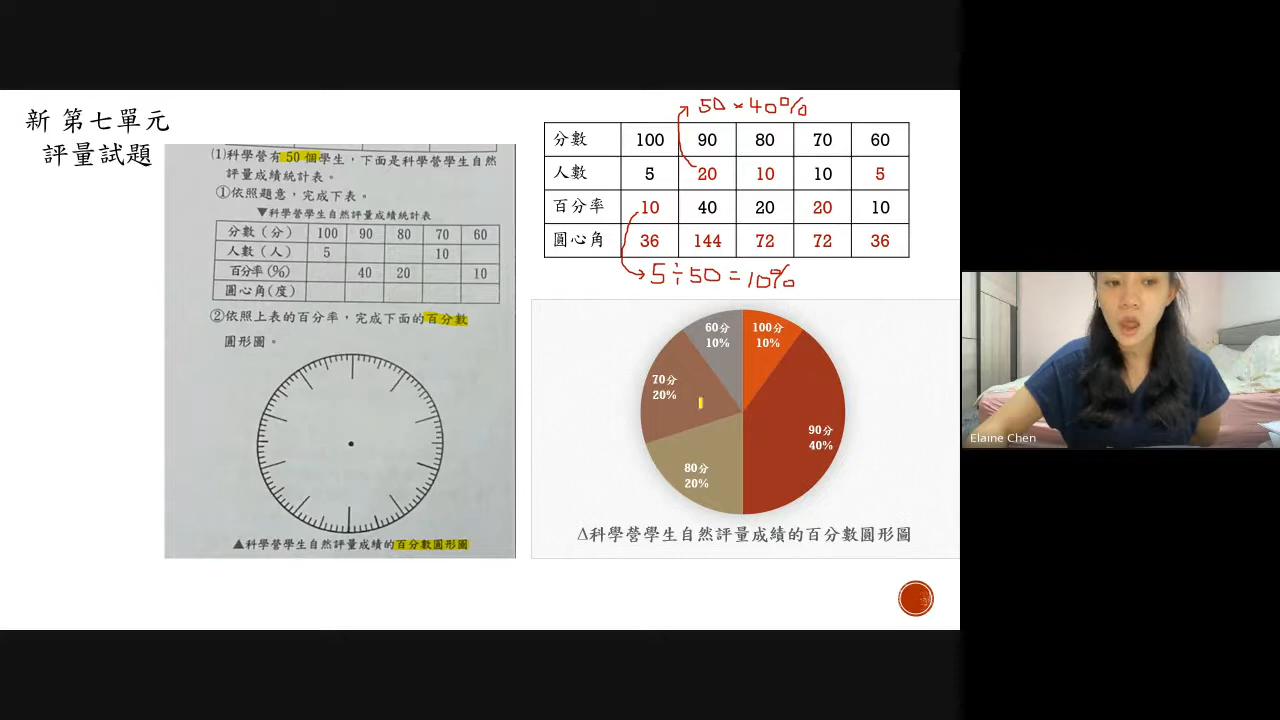 新 第七單元
評量試題
(1)科學營有 50 個學生,下面是科學營學生自然
評量成績統計表。
①依照題意,完成下表。
▼科學營學生自然評量成績統計表
分數(分) 100 90 80 70 60
人數(人) 5 10
百分率(%) 40 20 10
圓心角(度)
②依照上表的百分率,完成下面的百分數
圓形圖。
▲科學營學生自然評量成績的百分數圓形圖
50×40%
分數 100 90 80 70 60
人數 5 20 10 10 5
百分率 10 40 20 20 10
圓心角 36 144 72 72 36
5÷50=10%
60分
10%
100分
10%
70分
20%
90分
40%
80分
20%
Δ科學營學生自然評量成績的百分數圓形圖
Elaine Chen